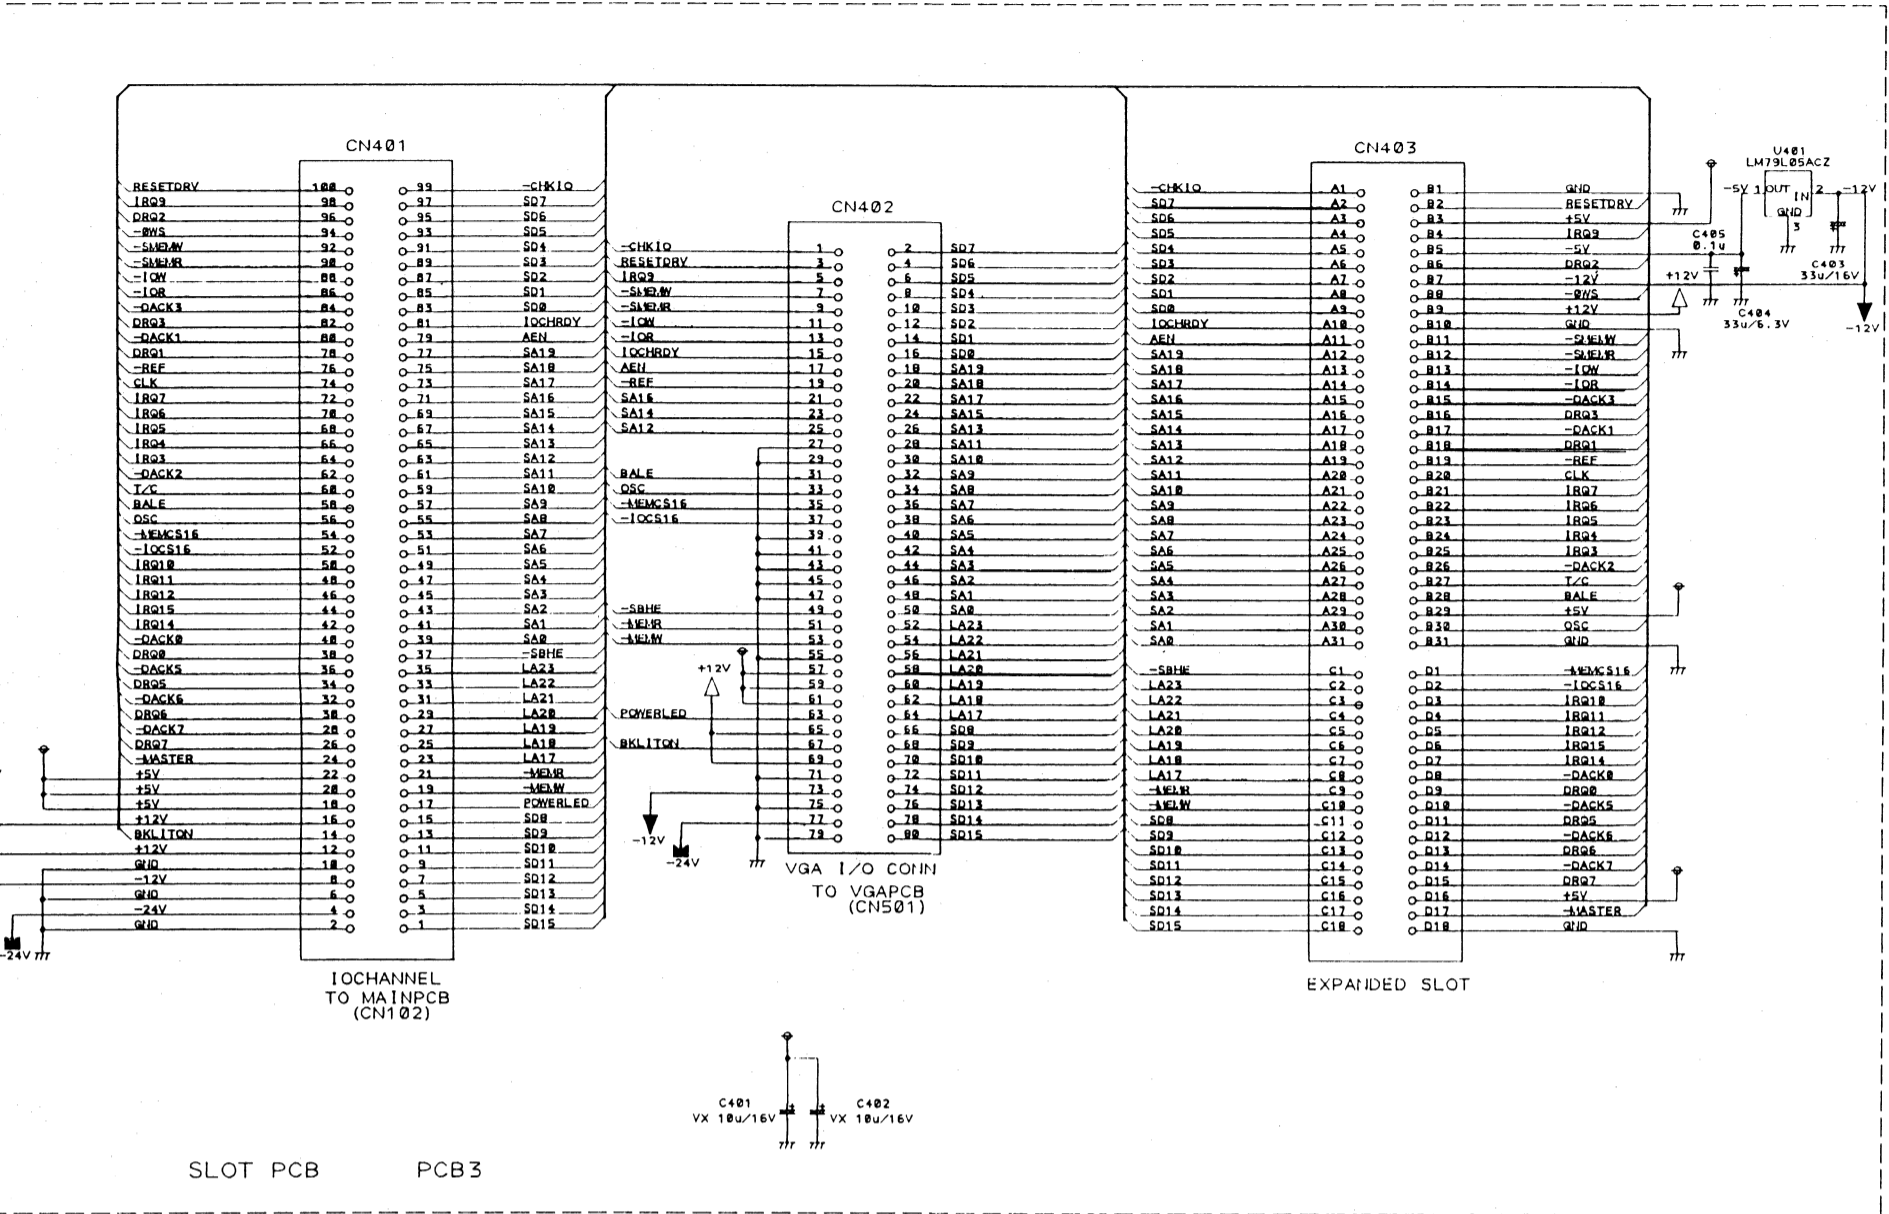 CN401
RESETDRV 100 99 -CHKIO
IRQ9 98 97 SD7
DRQ2 96 95 SD6
-0WS 94 93 SD5
-SMEMW 92 91 SD4
-SMEMR 90 89 SD3
-IOW 88 87 SD2
-IOR 86 85 SD1
-DACK3 84 83 SD0
DRQ3 82 81 IOCHRDY
-DACK1 80 79 AEN
DRQ1 78 77 SA19
-REF 76 75 SA18
CLK 74 73 SA17
IRQ7 72 71 SA16
IRQ6 70 69 SA15
IRQ5 68 67 SA14
IRQ4 66 65 SA13
IRQ3 64 63 SA12
-DACK2 62 61 SA11
T/C 60 59 SA10
BALE 58 57 SA9
OSC 56 55 SA8
-MEMCS16 54 53 SA7
-IOCS16 52 51 SA6
IRQ10 50 49 SA5
IRQ11 48 47 SA4
IRQ12 46 45 SA3
IRQ15 44 43 SA2
IRQ14 42 41 SA1
-DACK0 40 39 SA0
DRQ0 38 37 -SBHE
-DACK5 36 35 LA23
DRQ5 34 33 LA22
-DACK6 32 31 LA21
DRQ6 30 29 LA20
-DACK7 28 27 LA19
DRQ7 26 25 LA18
-MASTER 24 23 LA17
+5V 22 21 -MEMR
+5V 20 19 -MEMW
+5V 18 17 POWERLED
+12V 16 15 SD8
BKLITON 14 13 SD9
+12V 12 11 SD10
GND 10 9 SD11
-12V 8 7 SD12
GND 6 5 SD13
-24V 4 3 SD14
GND 2 1 SD15
-24V
IOCHANNEL
TO MAINPCB
(CN102)
CN402
-CHKIO 1 2 SD7
RESETDRV 3 4 SD6
IRQ9 5 6 SD5
-SMEMW 7 8 SD4
-SMEMR 9 10 SD3
-IOW 11 12 SD2
-IOR 13 14 SD1
IOCHRDY 15 16 SD0
AEN 17 18 SA19
-REF 19 20 SA18
SA16 21 22 SA17
SA14 23 24 SA15
SA12 25 26 SA13
27 28 SA11
29 30 SA10
BALE 31 32 SA9
OSC 33 34 SA8
-MEMCS16 35 36 SA7
-IOCS16 37 38 SA6
39 40 SA5
41 42 SA4
43 44 SA3
45 46 SA2
47 48 SA1
-SBHE 49 50 SA0
-MEMR 51 52 LA23
-MEMW 53 54 LA22
55 56 LA21
+12V 57 58 LA20
59 60 LA19
61 62 LA18
POWERLED 63 64 LA17
65 66 SD8
BKLITON 67 68 SD9
69 70 SD10
71 72 SD11
73 74 SD12
75 76 SD13
77 78 SD14
79 80 SD15
-12V
-24V
VGA I/O CONN
TO VGAPCB
(CN501)
CN403
-CHKIO A1 B1 GND
SD7 A2 B2 RESETDRV
SD6 A3 B3 +5V
SD5 A4 B4 IRQ9
SD4 A5 B5 -5V
SD3 A6 B6 DRQ2
SD2 A7 B7 -12V
SD1 A8 B8 -0WS
SD0 A9 B9 +12V
IOCHRDY A10 B10 GND
AEN A11 B11 -SMEMW
SA19 A12 B12 -SMEMR
SA18 A13 B13 -IOW
SA17 A14 B14 -IOR
SA16 A15 B15 -DACK3
SA15 A16 B16 DRQ3
SA14 A17 B17 -DACK1
SA13 A18 B18 DRQ1
SA12 A19 B19 -REF
SA11 A20 B20 CLK
SA10 A21 B21 IRQ7
SA9 A22 B22 IRQ6
SA8 A23 B23 IRQ5
SA7 A24 B24 IRQ4
SA6 A25 B25 IRQ3
SA5 A26 B26 -DACK2
SA4 A27 B27 T/C
SA3 A28 B28 BALE
SA2 A29 B29 +5V
SA1 A30 B30 OSC
SA0 A31 B31 GND
-SBHE C1 D1 -MEMCS16
LA23 C2 D2 -IOCS16
LA22 C3 D3 IRQ10
LA21 C4 D4 IRQ11
LA20 C5 D5 IRQ12
LA19 C6 D6 IRQ15
LA18 C7 D7 IRQ14
LA17 C8 D8 -DACK0
-MEMR C9 D9 DRQ0
-MEMW C10 D10 -DACK5
SD8 C11 D11 DRQ5
SD9 C12 D12 -DACK6
SD10 C13 D13 DRQ6
SD11 C14 D14 -DACK7
SD12 C15 D15 DRQ7
SD13 C16 D16 +5V
SD14 C17 D17 -MASTER
SD15 C18 D18 GND
EXPANDED SLOT
U401
LM79L05ACZ
-5V 1 OUT IN 2 -12V
GND
3
C405
0.1u
+12V
C403
33u/16V
C404
33u/6.3V
-12V
C401
VX 10u/16V
C402
VX 10u/16V
SLOT PCB PCB3